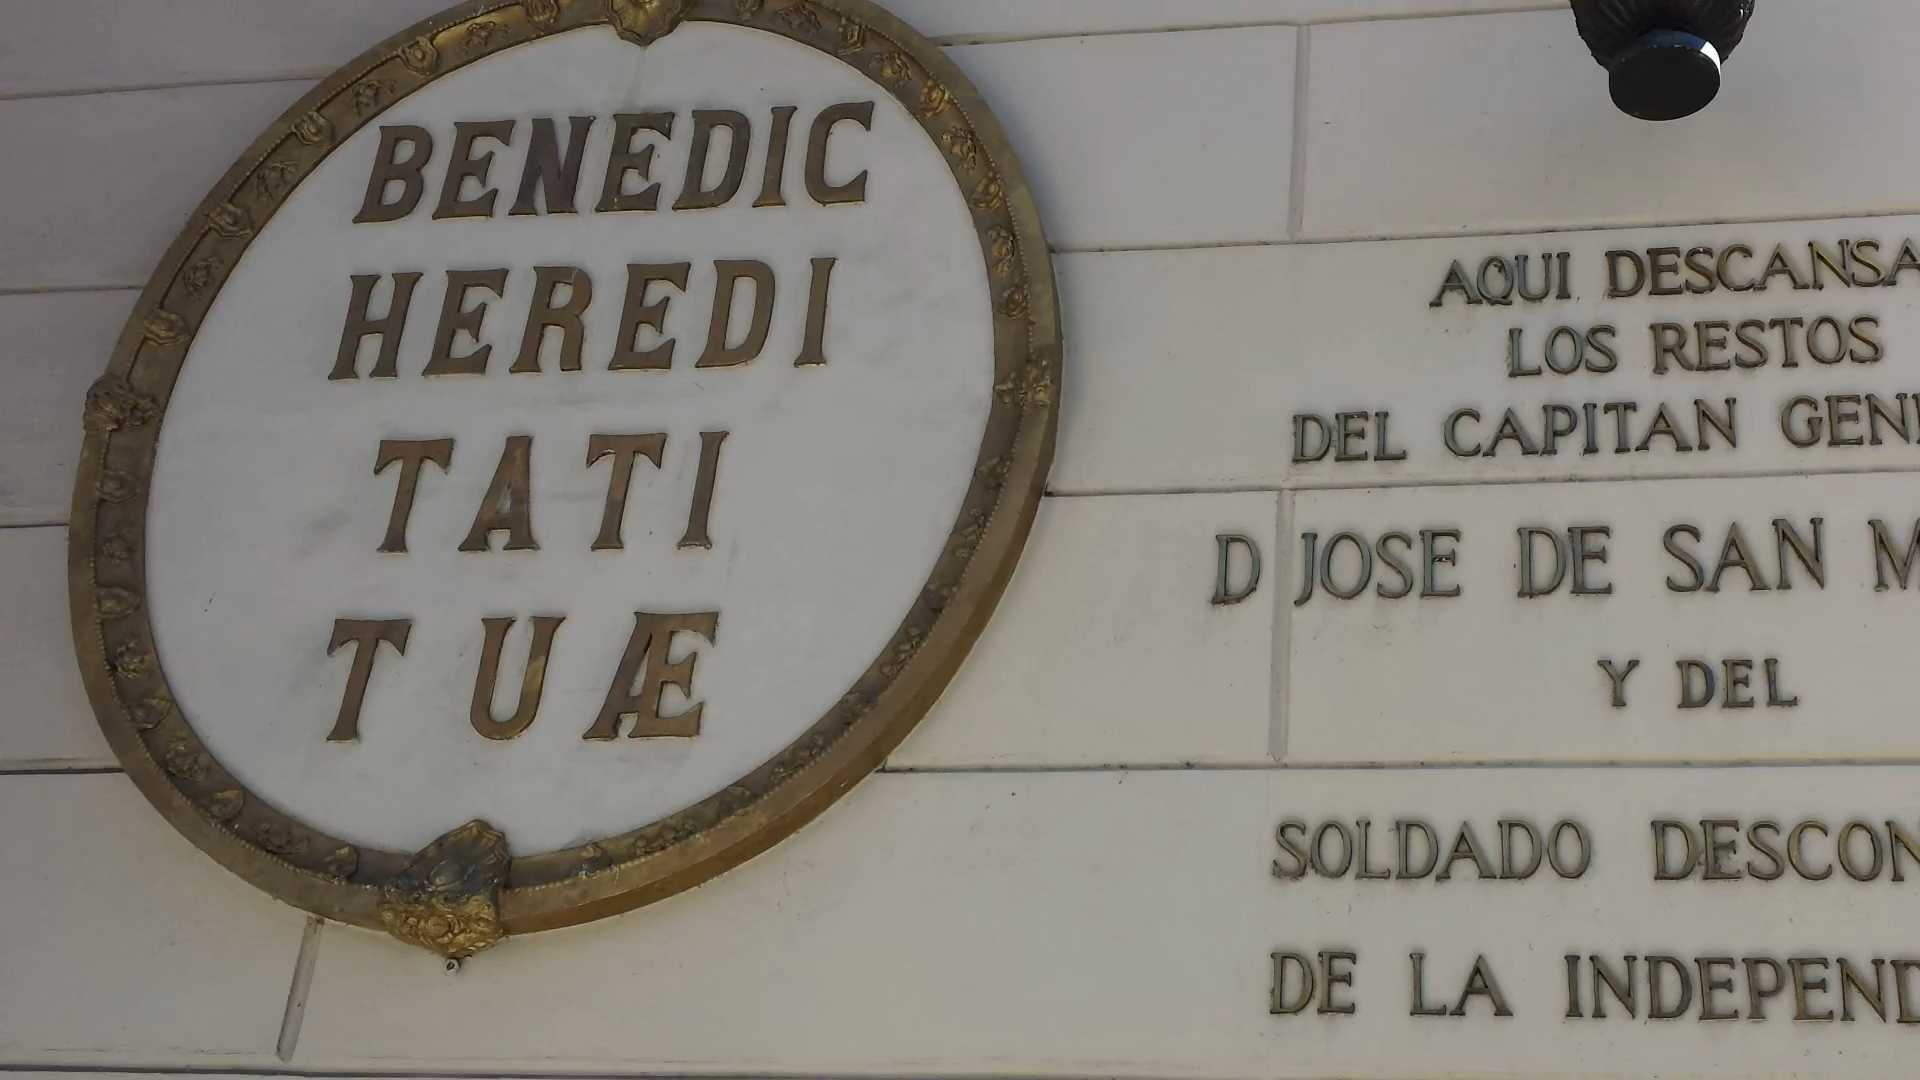 BENEDIC
HEREDI
TATI
TUÆ
AQUI DESCANSA
LOS RESTOS
DEL CAPITAN
D JOSE DE SAN
Y DEL
SOLDADO
DE LA